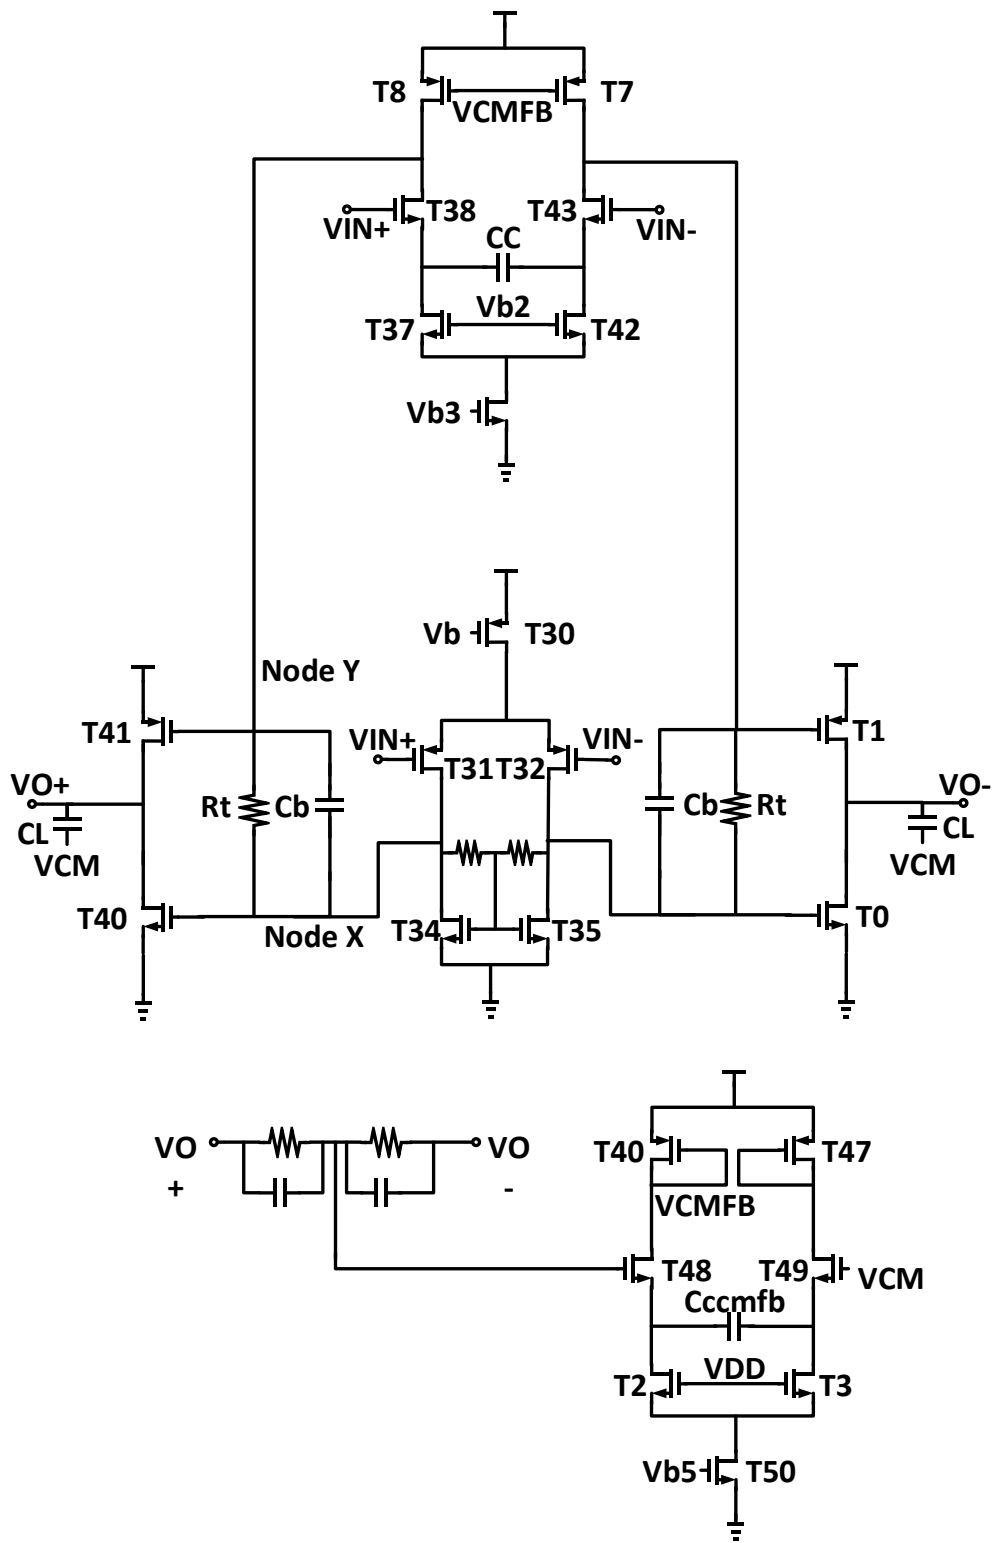 T8
T7
VCMFB
VIN+
T38
T43
VIN-
CC
T37
Vb2
T42
Vb3
Vb
T30
Node Y
T41
VIN+
T31
T32
VIN-
T1
VO+
CL
VCM
Rt
Cb
Cb
Rt
VO-
CL
VCM
T40
Node X
T34
T35
T0
VO
+
VO
-
T40
T47
VCMFB
T48
T49
VCM
Cccmfb
T2
VDD
T3
Vb5
T50